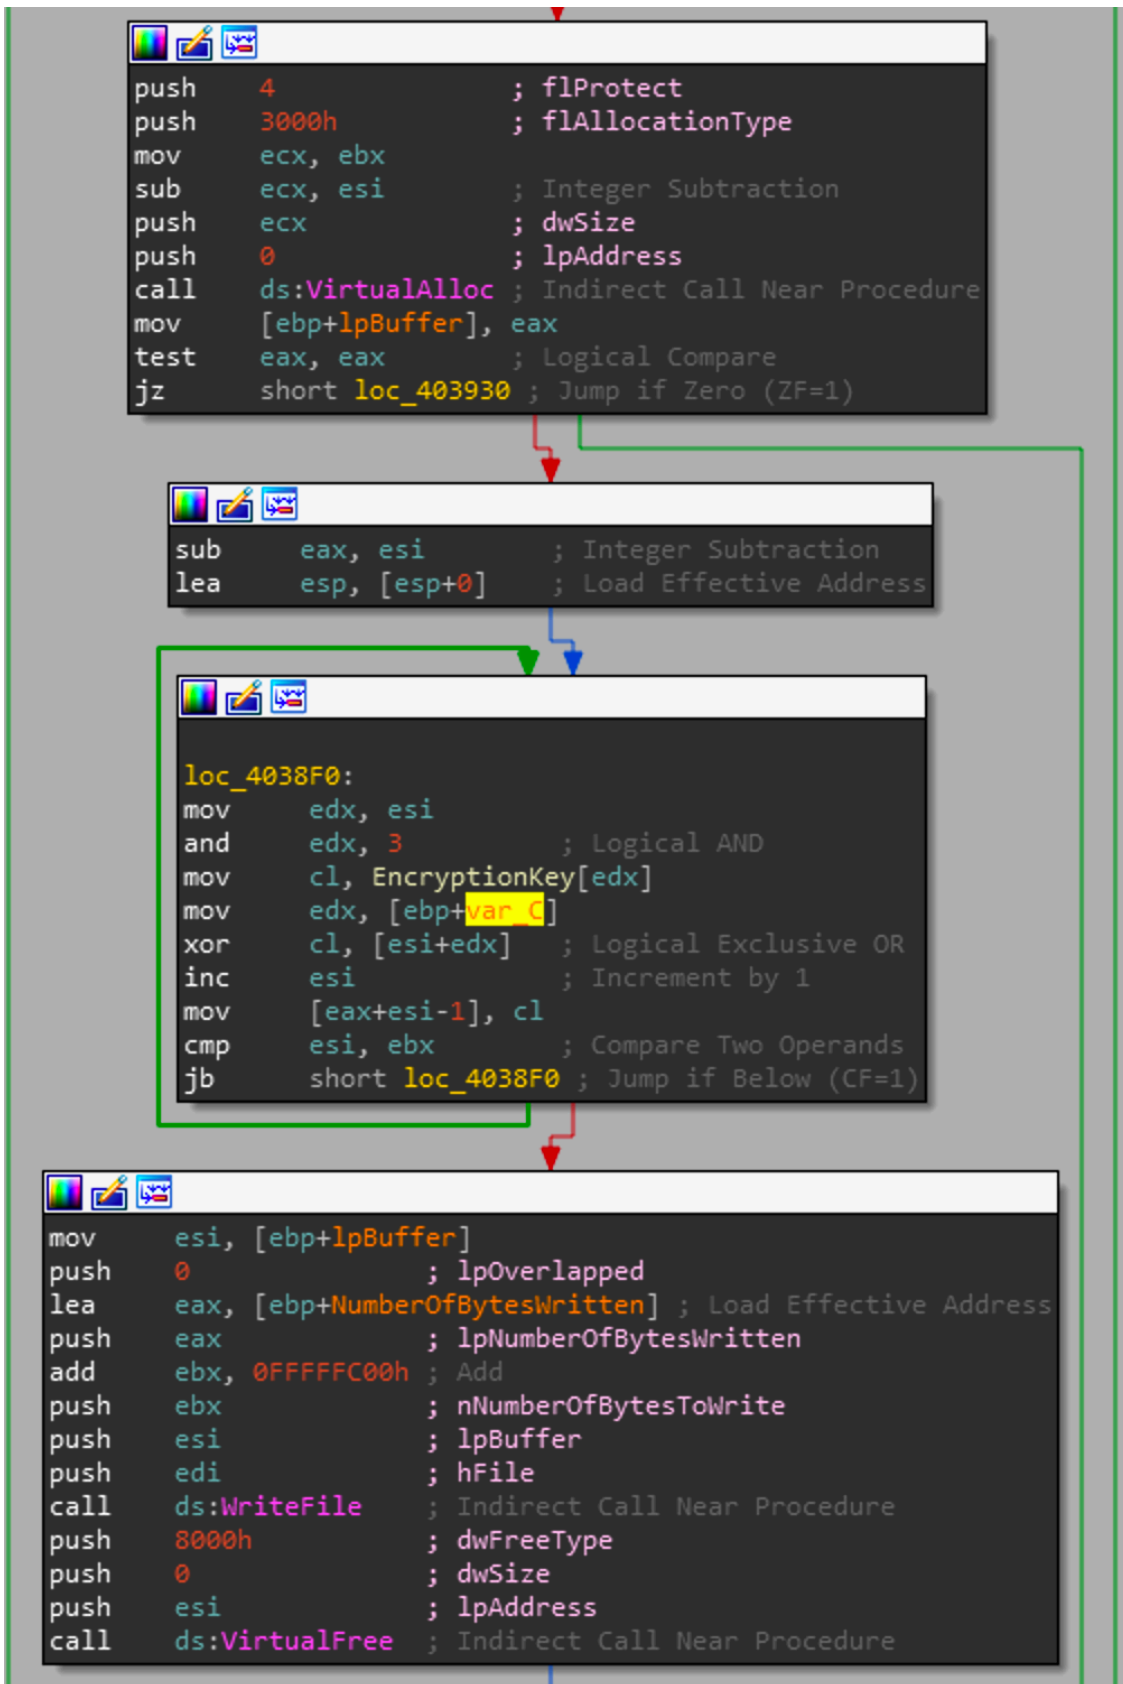 push 4 ; flProtect
push 3000h ; flAllocationType
mov ecx, ebx
sub ecx, esi ; Integer Subtraction
push ecx ; dwSize
push 0 ; lpAddress
call ds:VirtualAlloc ; Indirect Call Near Procedure
mov [ebp+lpBuffer], eax
test eax, eax ; Logical Compare
jz short loc_403930 ; Jump if Zero (ZF=1)
sub eax, esi ; Integer Subtraction
lea esp, [esp+0] ; Load Effective Address
loc_4038F0:
mov edx, esi
and edx, 3 ; Logical AND
mov cl, EncryptionKey[edx]
mov edx, [ebp+var_C]
xor cl, [esi+edx] ; Logical Exclusive OR
inc esi ; Increment by 1
mov [eax+esi-1], cl
cmp esi, ebx ; Compare Two Operands
jb short loc_4038F0 ; Jump if Below (CF=1)
mov esi, [ebp+lpBuffer]
push 0 ; lpOverlapped
lea eax, [ebp+NumberOfBytesWritten] ; Load Effective Address
push eax ; lpNumberOfBytesWritten
add ebx, 0FFFFFC00h ; Add
push ebx ; nNumberOfBytesToWrite
push esi ; lpBuffer
push edi ; hFile
call ds:WriteFile ; Indirect Call Near Procedure
push 8000h ; dwFreeType
push 0 ; dwSize
push esi ; lpAddress
call ds:VirtualFree ; Indirect Call Near Procedure